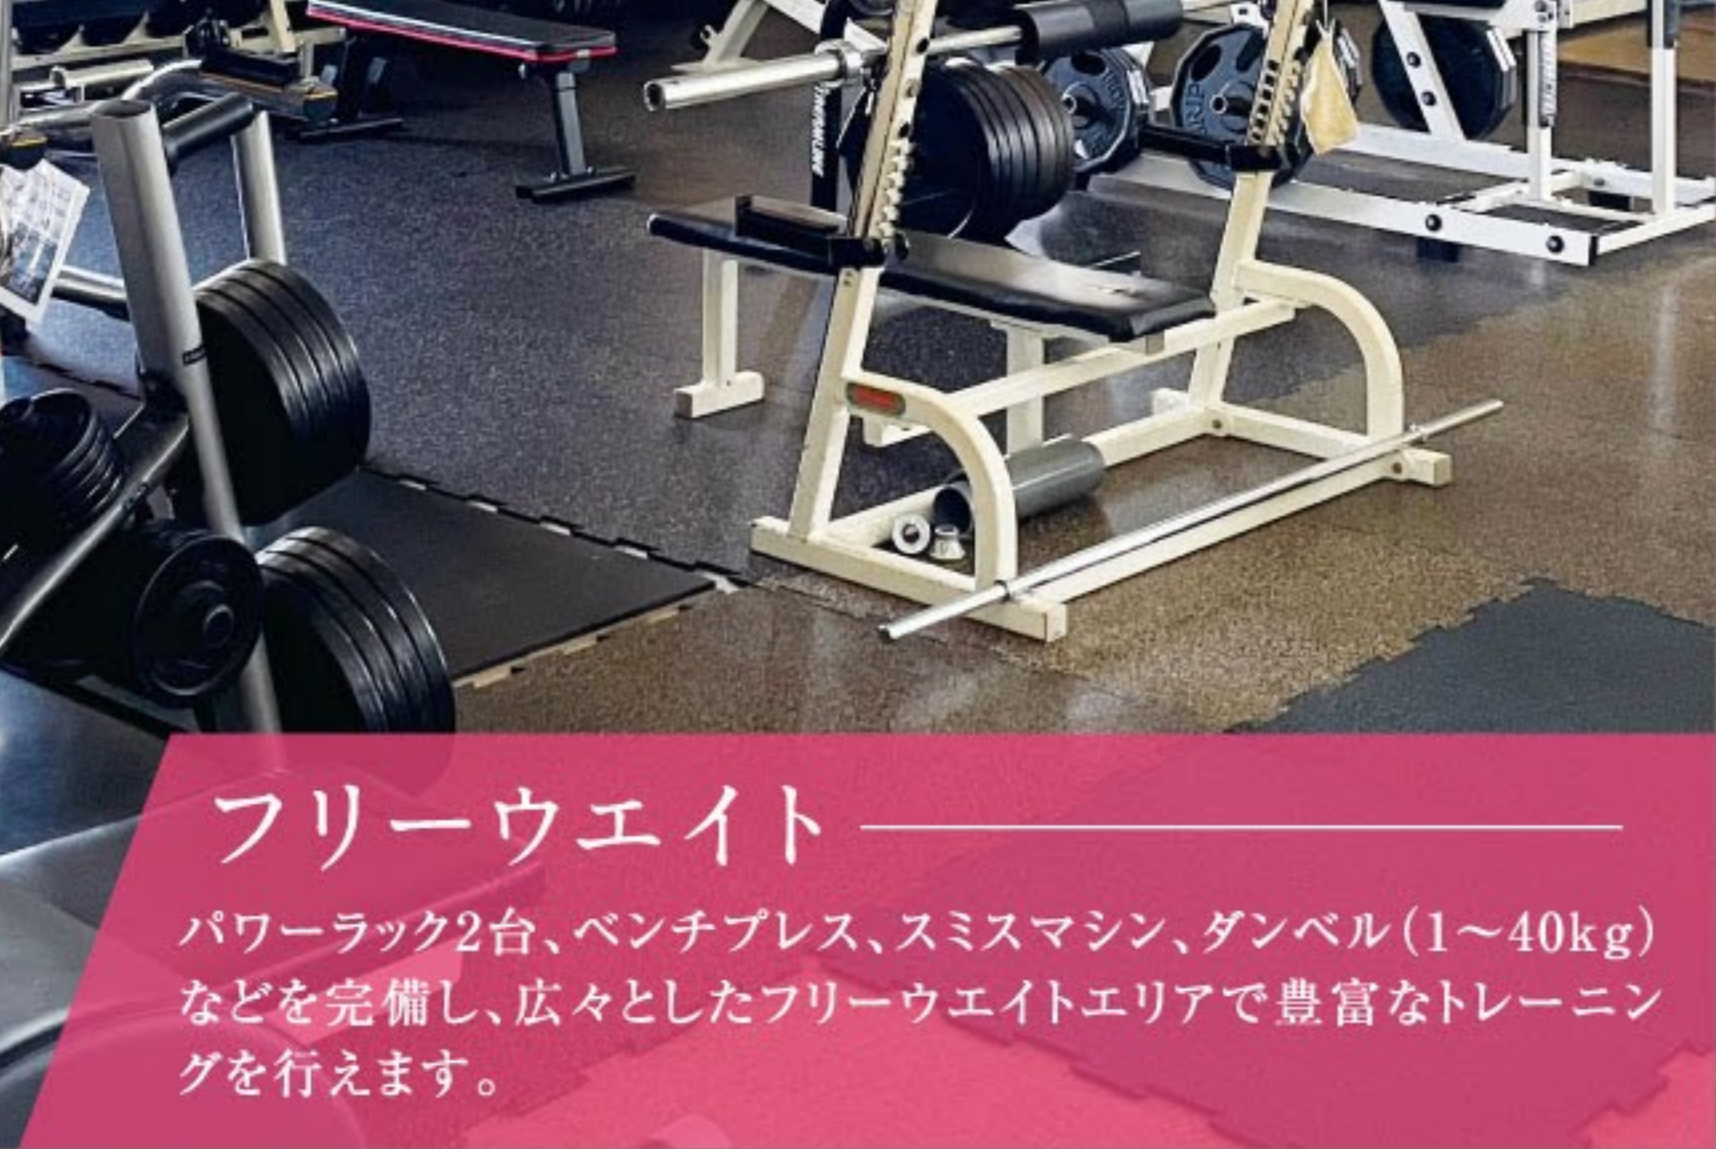 フリーウエイト
パワーラック2台、ベンチプレス、スミスマシン、ダンベル（1〜40kg）
などを完備し、広々としたフリーウエイトエリアで豊富なトレーニン
グを行えます。